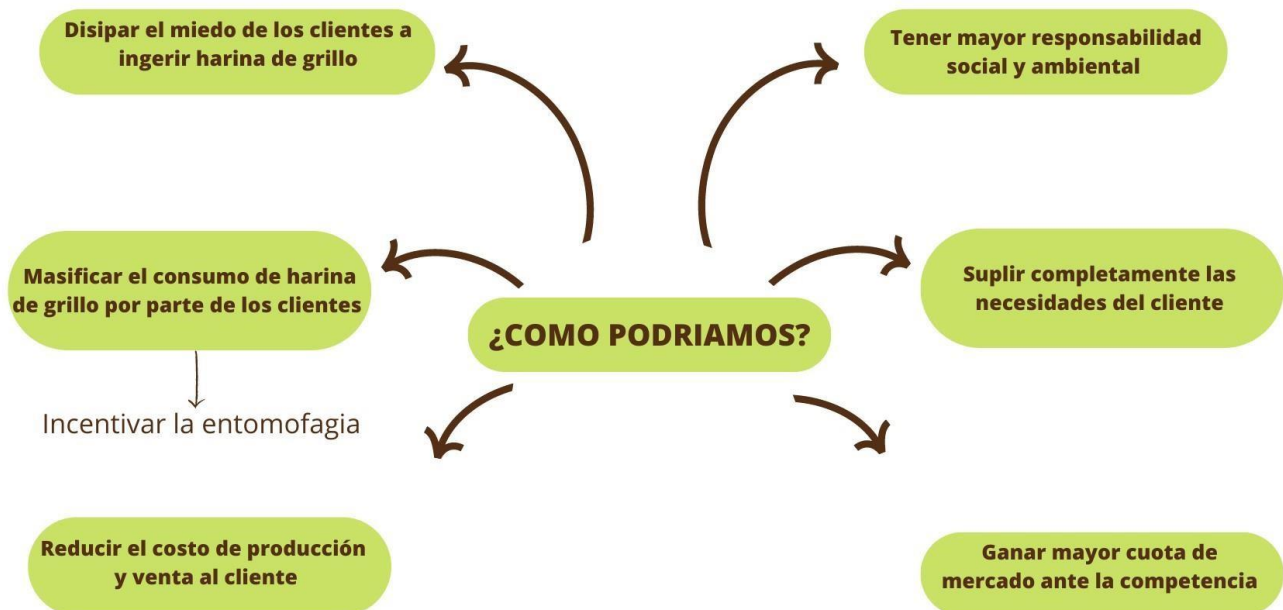 Disipar el miedo de los clientes a
ingerir harina de grillo
Tener mayor responsabilidad
social y ambiental
Masificar el consumo de harina
de grillo por parte de los clientes
Suplir completamente las
necesidades del cliente
¿COMO PODRIAMOS?
Incentivar la entomofagia
Reducir el costo de producción
y venta al cliente
Ganar mayor cuota de
mercado ante la competencia